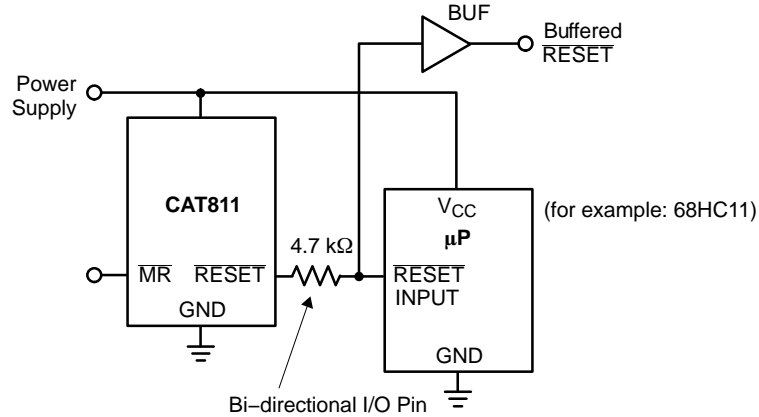 BUF
Buffered
RESET
Power
Supply
CAT811
VCC
(for example: 68HC11)
µP
4.7 kΩ
MR
RESET
RESET
INPUT
GND
GND
Bi−directional I/O Pin